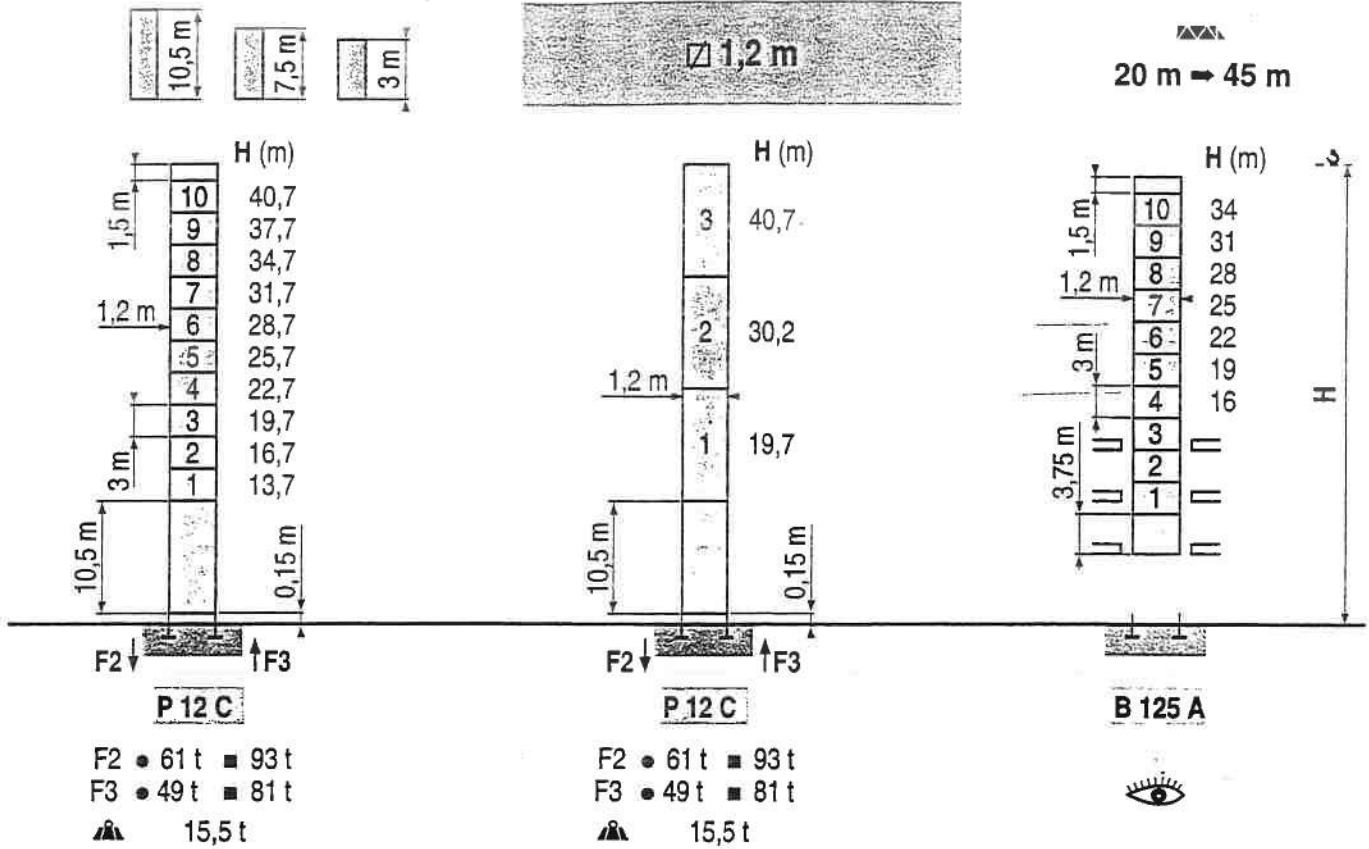 10,5 m
7,5 m
3 m
1,2 m
20 m ➡ 45 m
H (m)
1,5 m
10 40,7
9 37,7
8 34,7
7 31,7
1,2 m
6 28,7
5 25,7
4 22,7
3 19,7
2 16,7
3 m
1 13,7
10,5 m
0,15 m
F2 F3
P 12 C
F2 ● 61 t ■ 93 t
F3 ● 49 t ■ 81 t
15,5 t
H (m)
3 40,7
2 30,2
1,2 m
1 19,7
10,5 m
0,15 m
F2 F3
P 12 C
F2 ● 61 t ■ 93 t
F3 ● 49 t ■ 81 t
15,5 t
H (m)
1,5 m
10 34
9 31
8 28
1,2 m
7 25
6 22
3 m
5 19
4 16
3
3,75 m
2
1
H
B 125 A